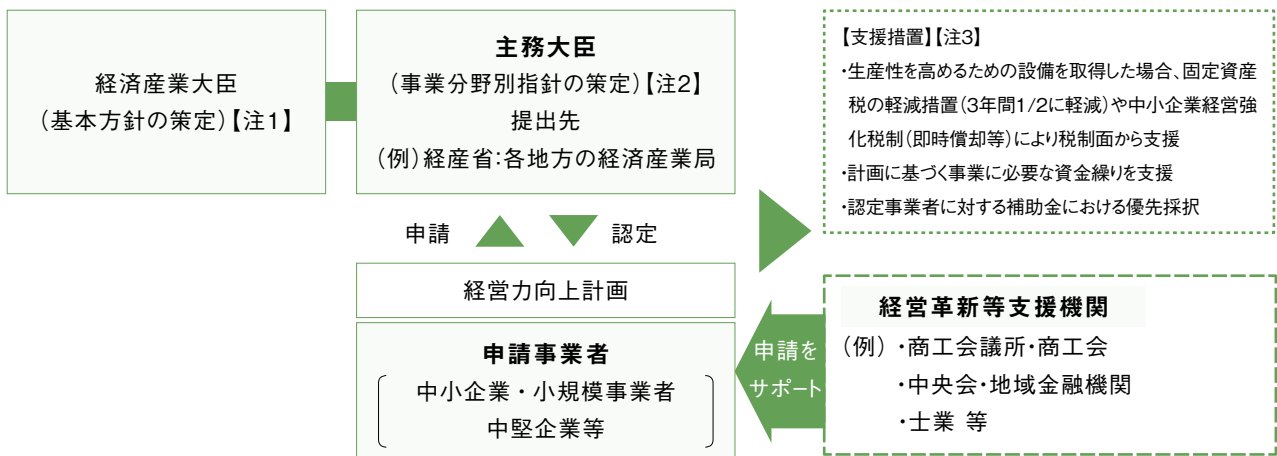 経済産業大臣
(基本方針の策定)【注1】
主務大臣
(事業分野別指針の策定)【注2】
提出先
(例)経産省:各地方の経済産業局
申請
認定
経営力向上計画
申請事業者
中小企業・小規模事業者
中堅企業等
【支援措置】【注3】
・生産性を高めるための設備を取得した場合、固定資産
税の軽減措置(3年間1/2に軽減)や中小企業経営強
化税制(即時償却等)により税制面から支援
・計画に基づく事業に必要な資金繰りを支援
・認定事業者に対する補助金における優先採択
申請を
サポート
経営革新等支援機関
(例)・商工会議所・商工会
・中央会・地域金融機関
・士業 等